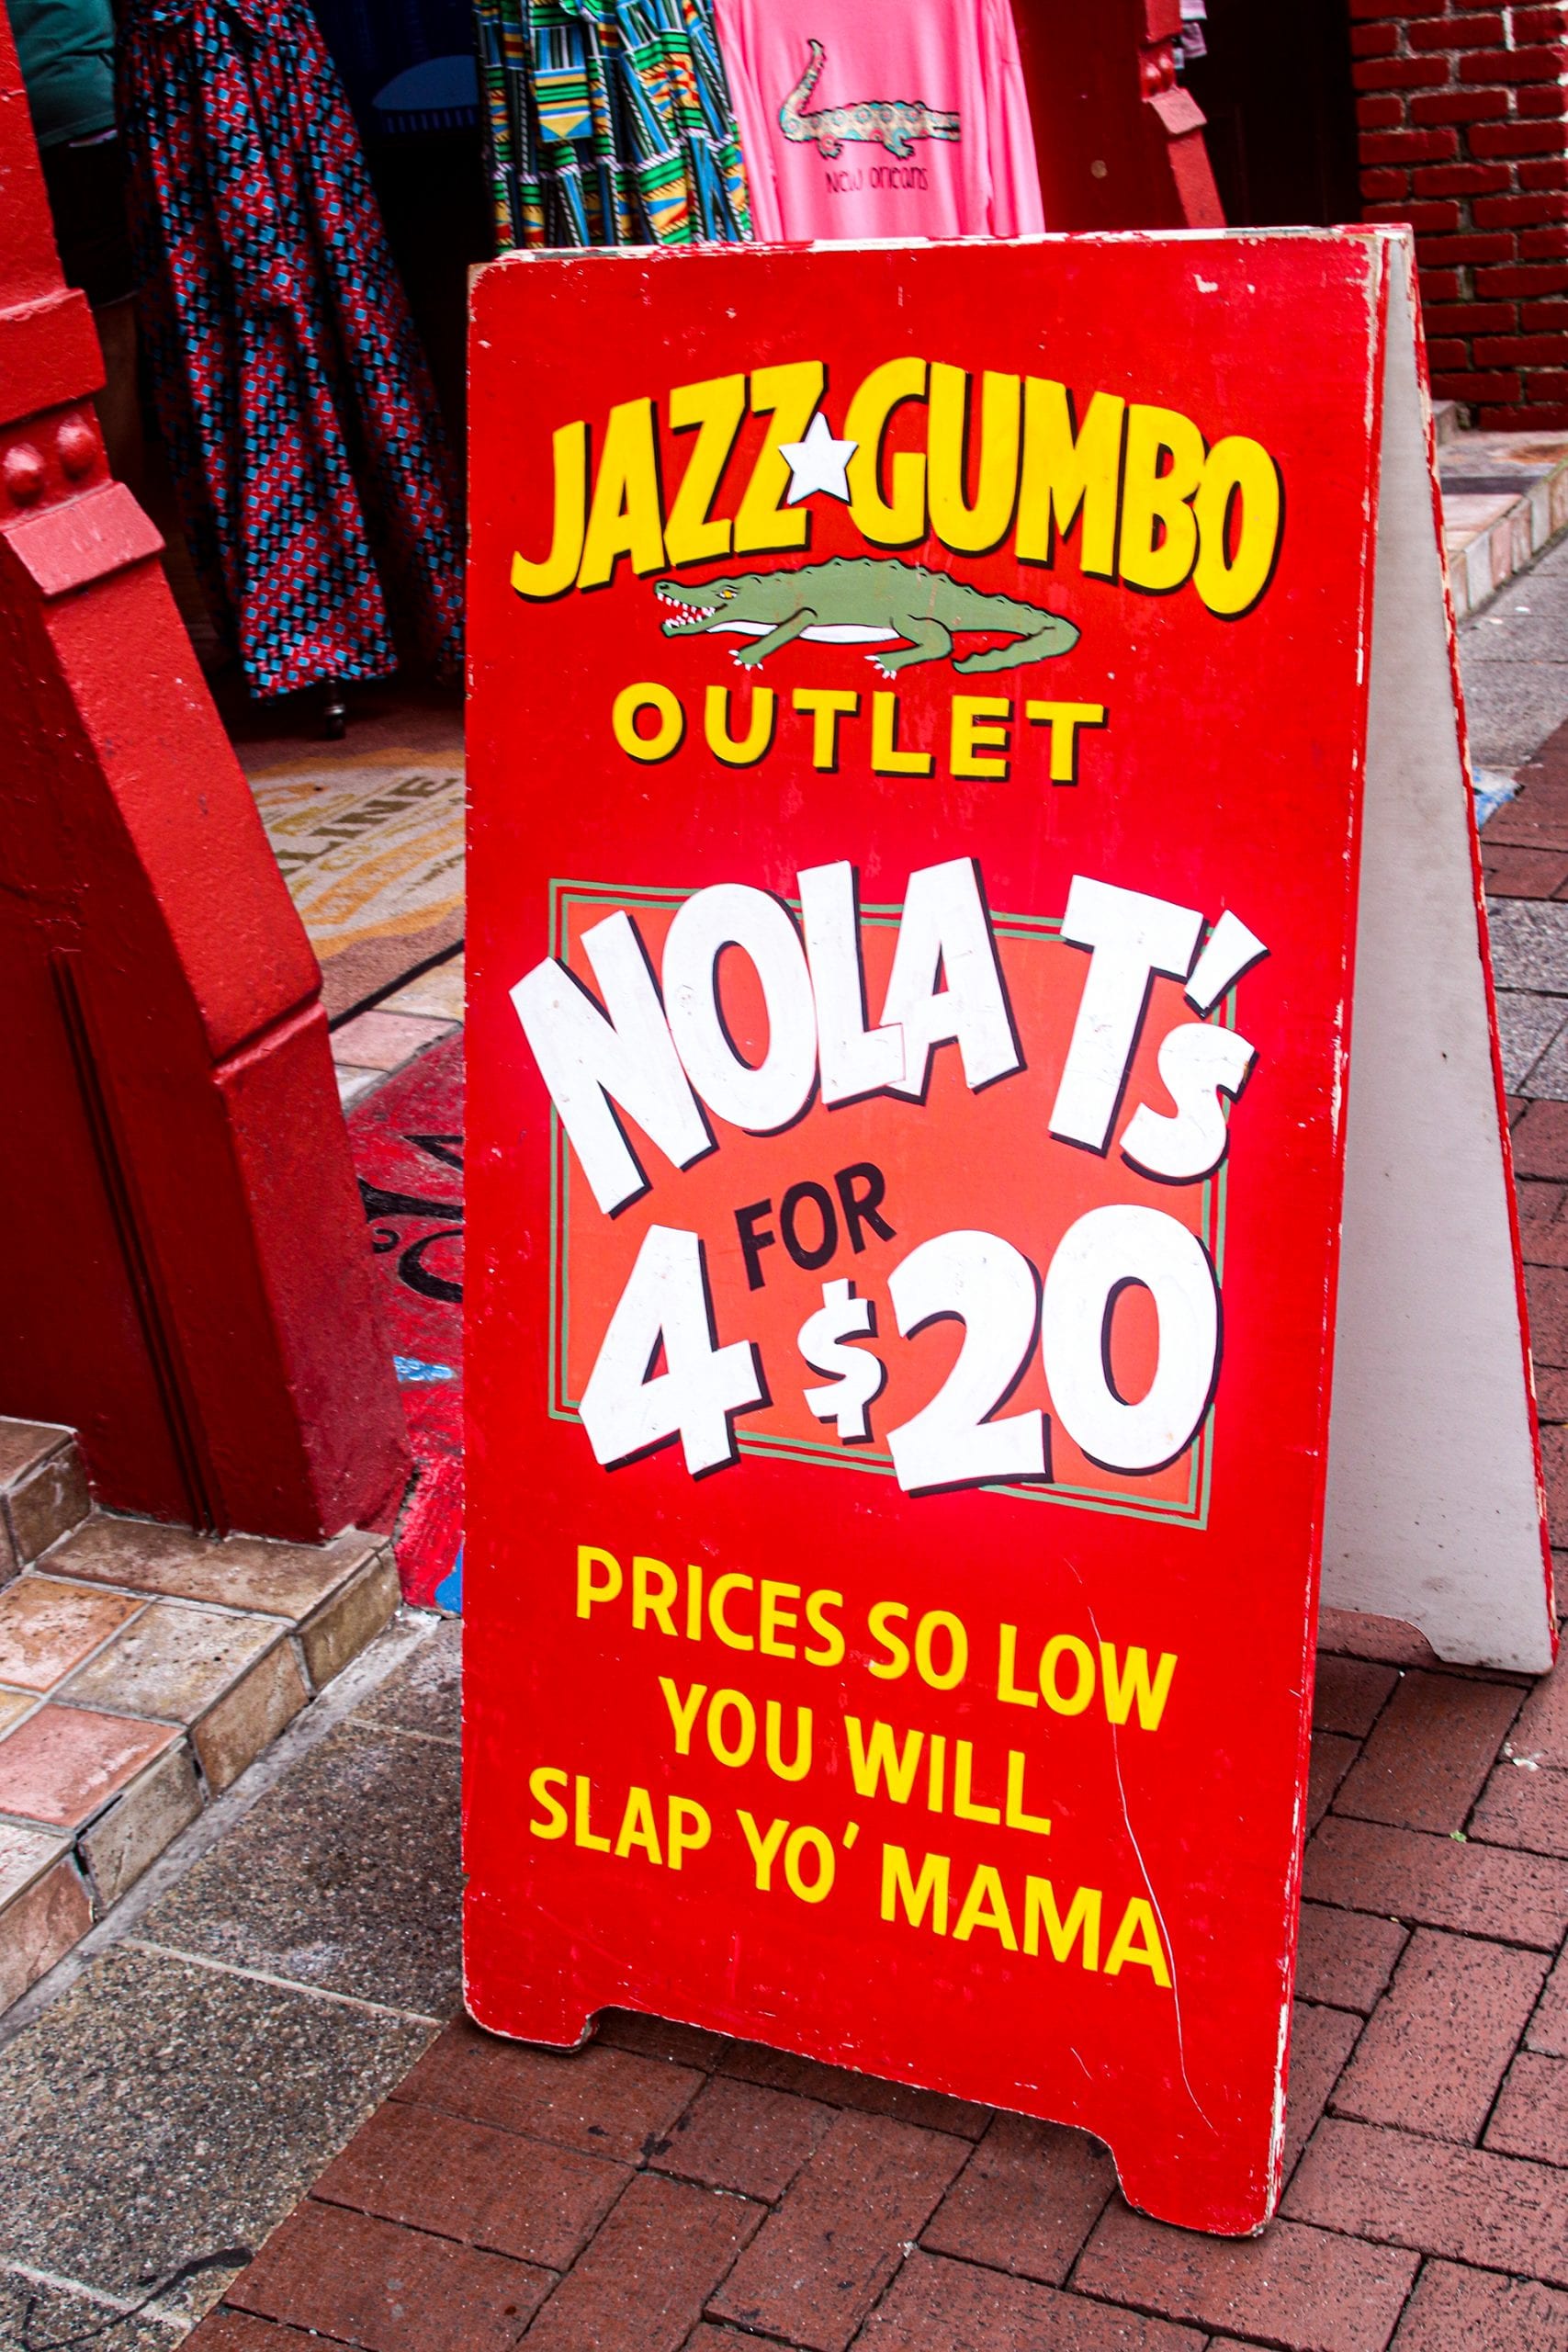 New Orleans
JAZZ GUMBO
OUTLET
NOLA T's
FOR
4 $20
PRICES SO LOW
YOU WILL
SLAP YO' MAMA